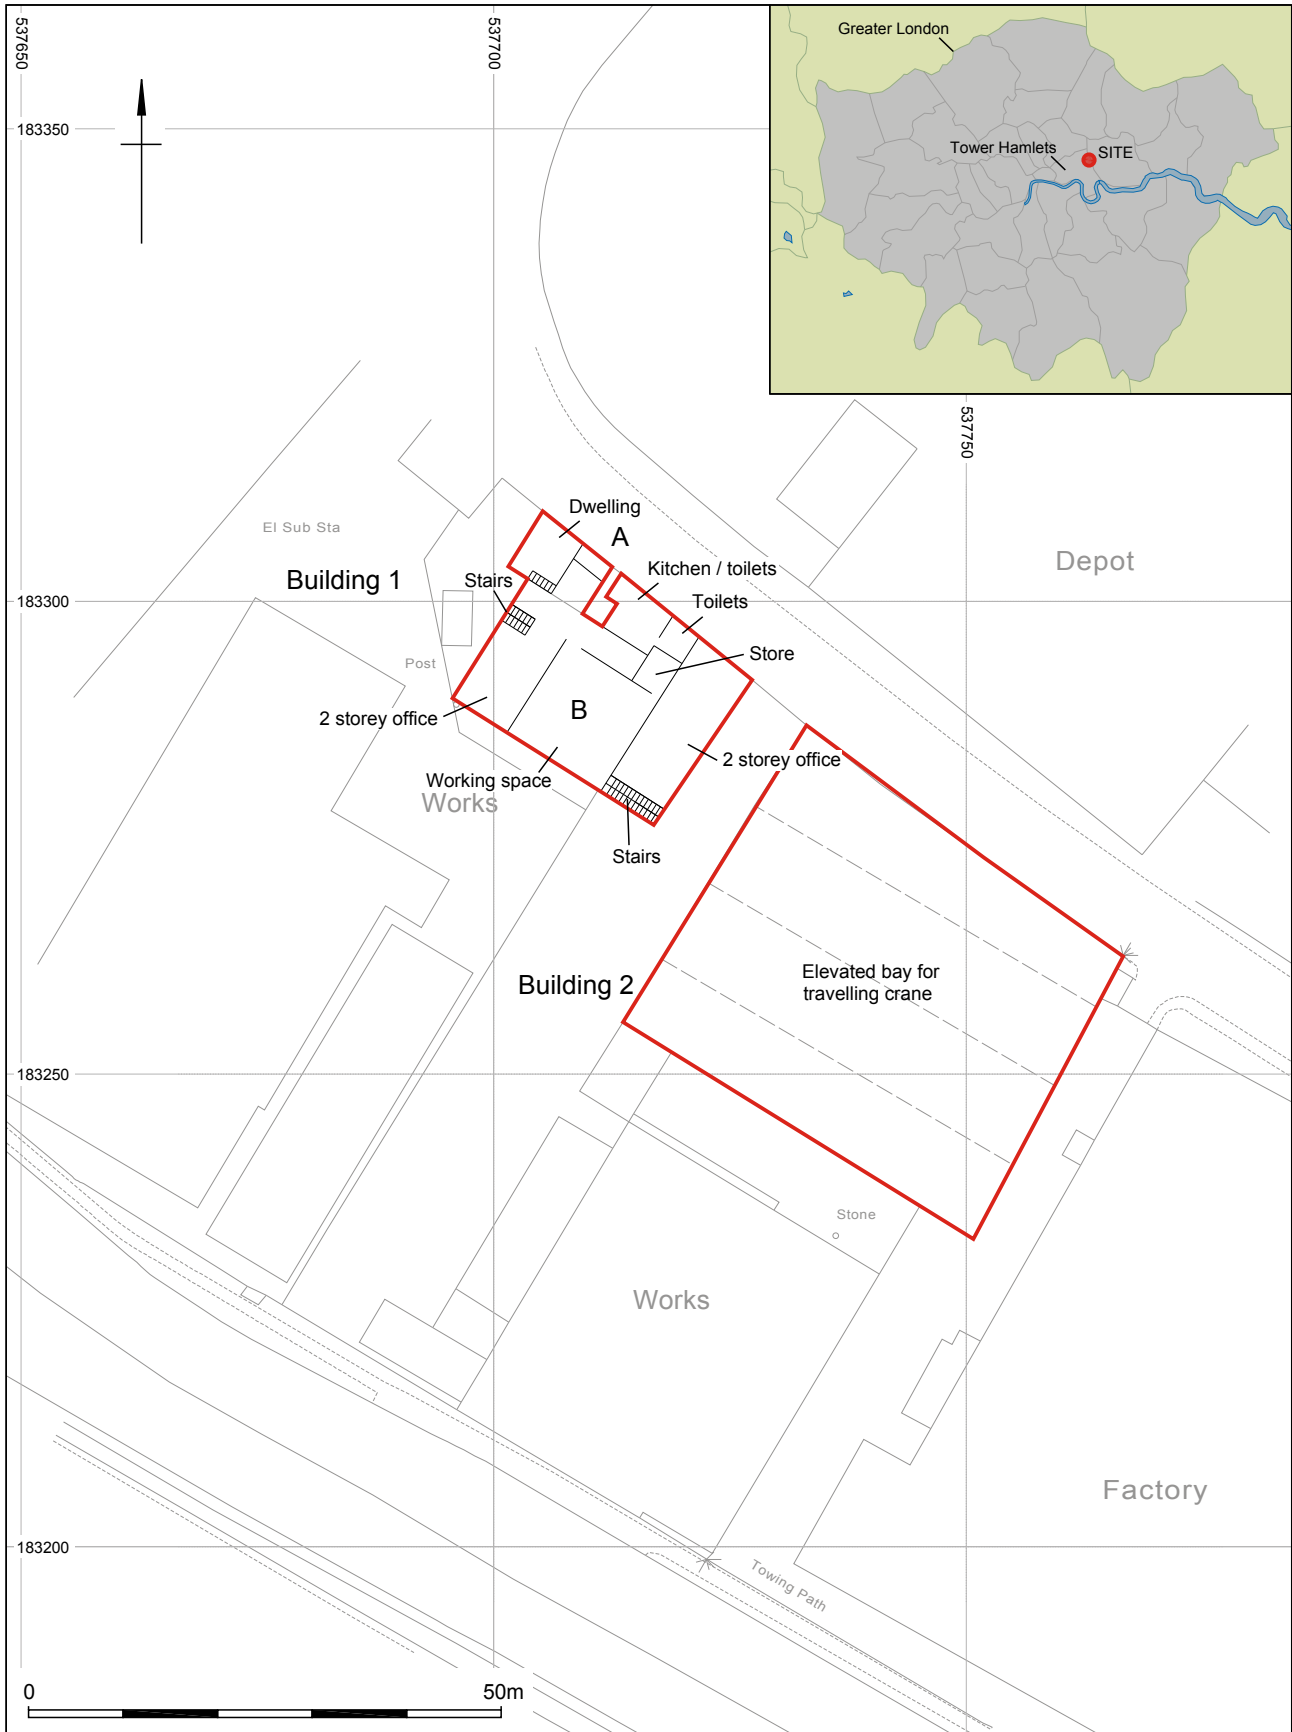 537650
537700
Greater London
183350
Tower Hamlets
SITE
537750
Dwelling
El Sub Sta
A
Depot
Building 1
Kitchen / toilets
Stairs
183300
Toilets
Store
Post
B
2 storey office
2 storey office
Working space
Works
Stairs
Elevated bay for
travelling crane
Building 2
183250
Stone
Works
Factory
183200
Towing Path
0
50m